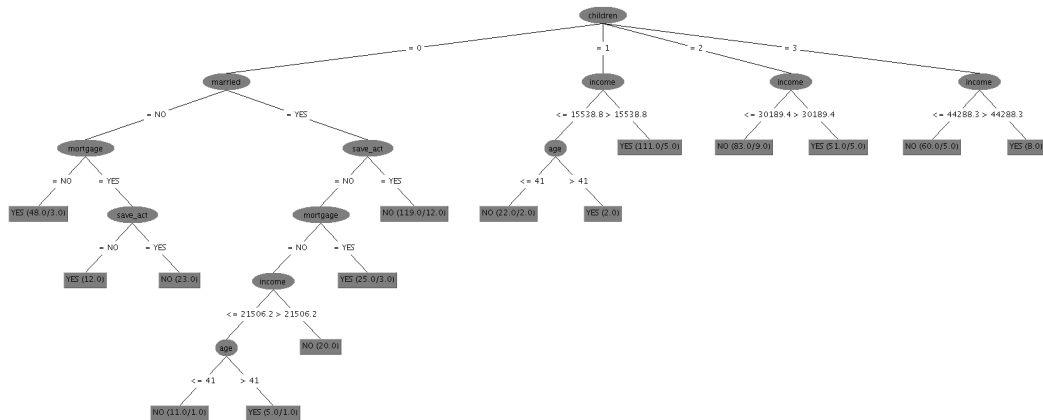 children
= 0 = 1 = 2 = 3
married income income income
= NO = YES <= 15538.8 > 15538.8 <= 30189.4 > 30189.4 <= 44288.3 > 44288.3
mortgage save_act age YES (111.0/5.0) NO (83.0/9.0) YES (51.0/5.0) NO (60.0/5.0) YES (8.0)
= NO = YES = NO = YES <= 41 > 41
YES (48.0/3.0) save_act mortgage NO (119.0/12.0) NO (22.0/2.0) YES (2.0)
= NO = YES = NO = YES
YES (12.0) NO (23.0) income YES (25.0/3.0)
<= 21506.2 > 21506.2
age NO (20.0)
<= 41 > 41
NO (11.0/1.0) YES (5.0/1.0)